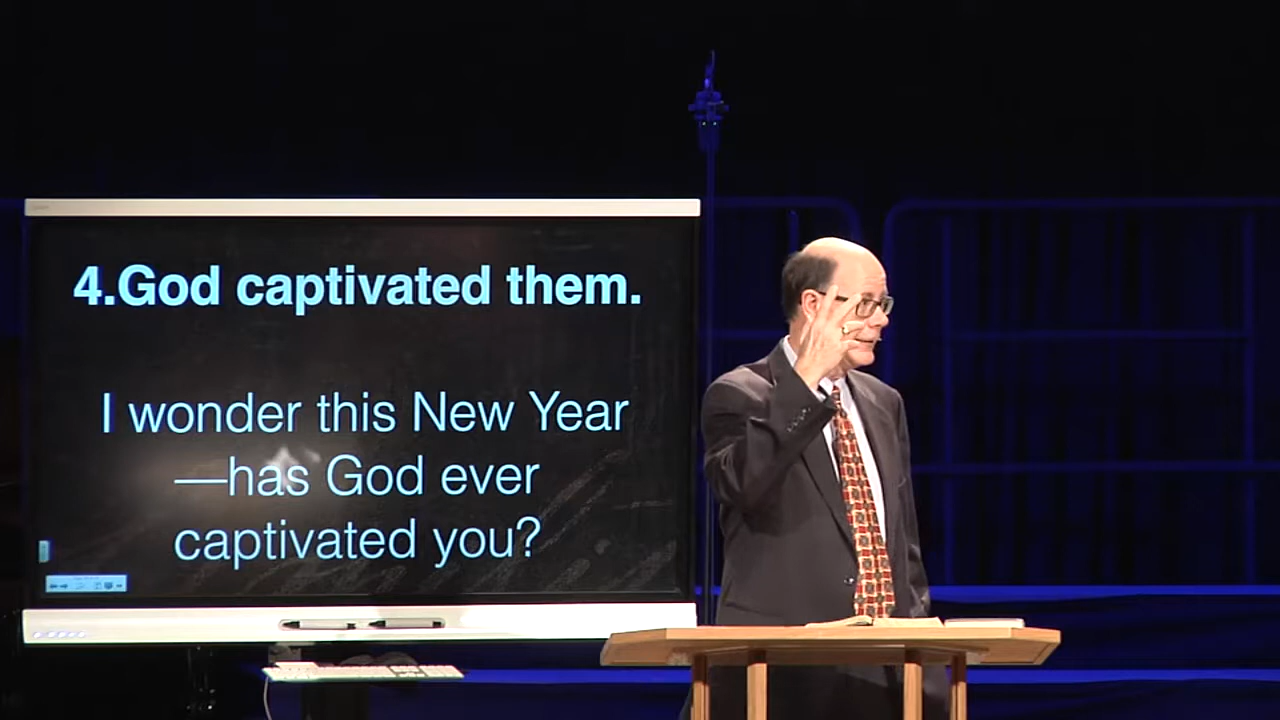 4.God captivated them.
I wonder this New Year
—has God ever
captivated you?